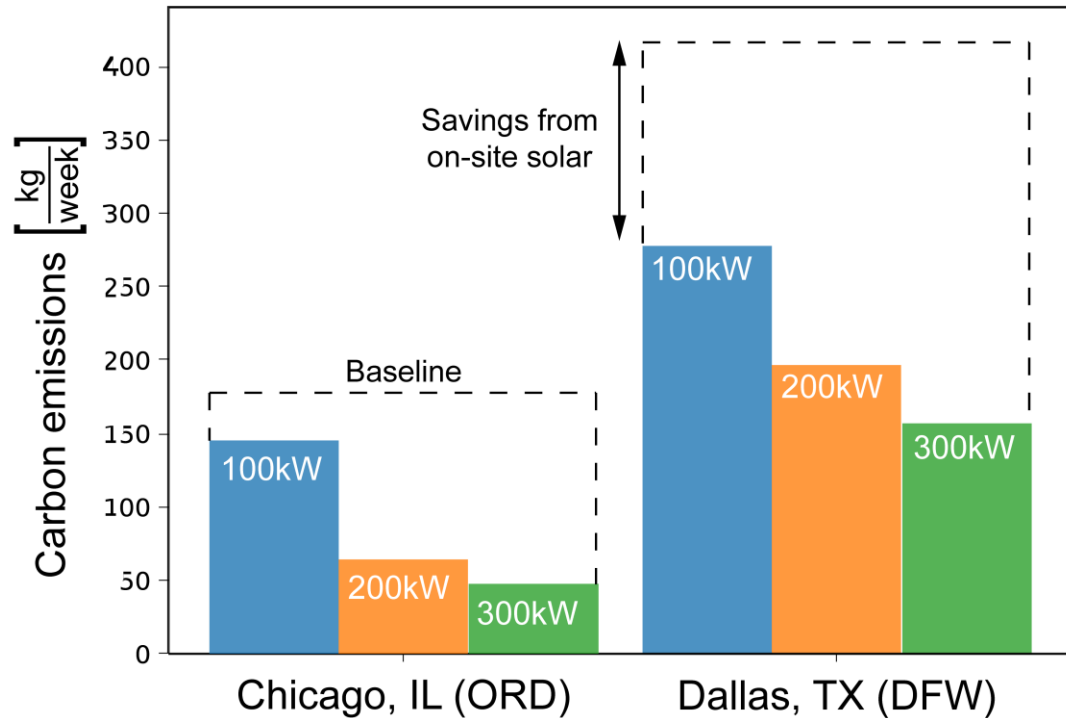 Carbon emissions [kg/week]
400
350
300
250
200
150
100
50
0
Savings from
on-site solar
Baseline
100kW
200kW
300kW
100kW
200kW
300kW
Chicago, IL (ORD)
Dallas, TX (DFW)